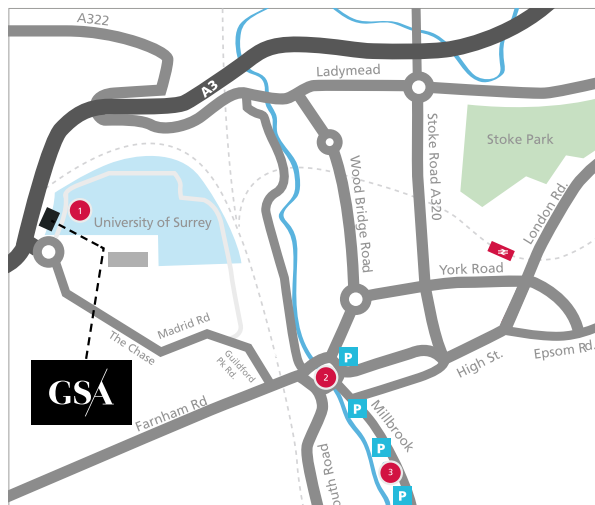 A322
A3
Ladymead
Stoke Park
Stoke Road A320
Wood Bridge Road
London Rd.
1
University of Surrey
York Road
Madrid Rd
The Chase
Guildford
Pk Rd.
GSA
Farnham Rd
P
2
High St.
Epsom Rd.
P
Millbrook
P
3
P
outh Road